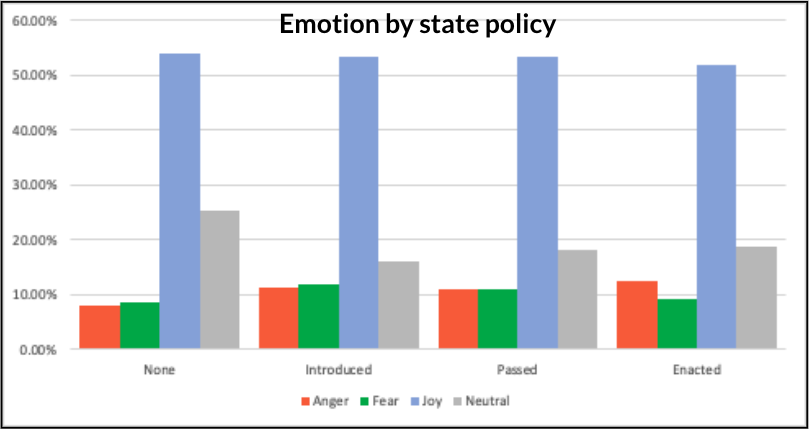 Emotion by state policy
60.00%
50.00%
40.00%
30.00%
20.00%
10.00%
0.00%
None Introduced Passed Enacted
Anger Fear Joy Neutral